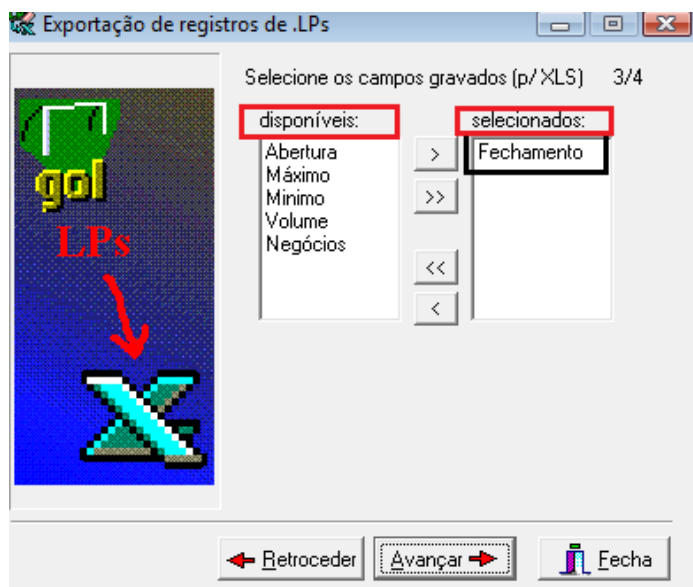 Exportação de registros de .LPs
Selecione os campos gravados (p/ XLS) 3/4
disponíveis:
Abertura
Máximo
Minimo
Volume
Negócios
>
>>
<<
<
selecionados:
Fechamento
gol
LPs
Retroceder
Avançar
Fecha